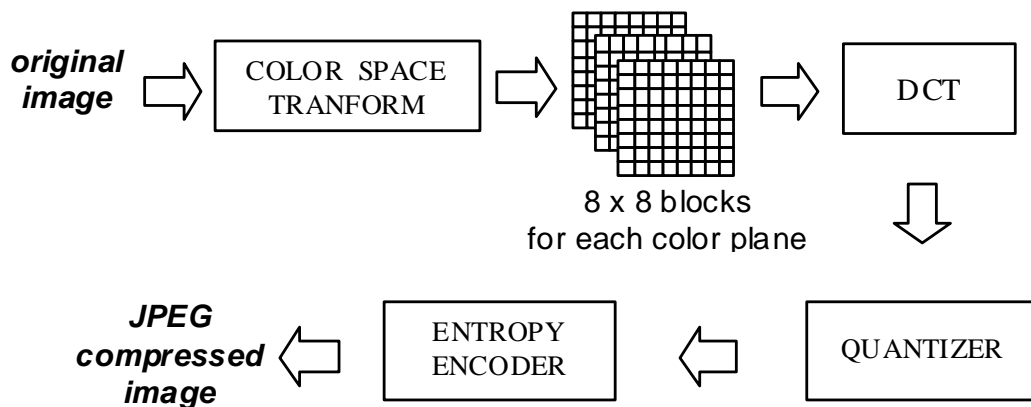 original
image
COLOR SPACE
TRANFORM
8 x 8 blocks
for each color plane
DCT
QUANTIZER
ENTROPY
ENCODER
JPEG
compressed
image